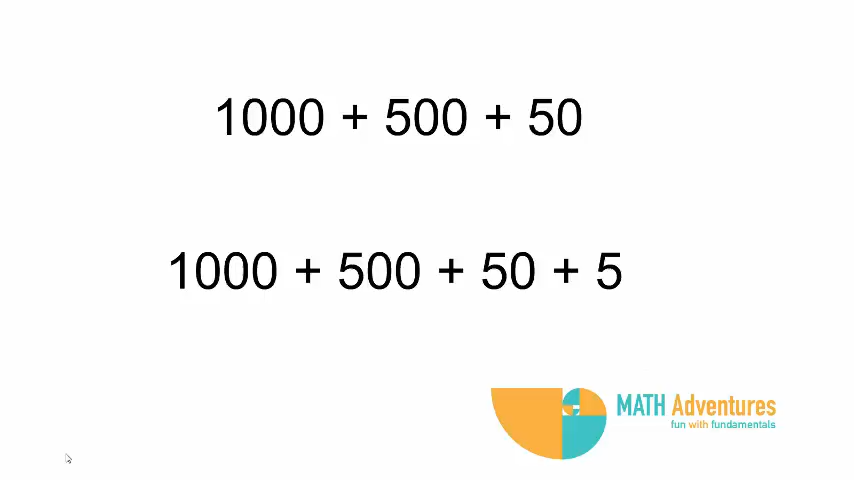 1000 + 500 + 50
1000 + 500 + 50 + 5
MATH Adventures
fun with fundamentals